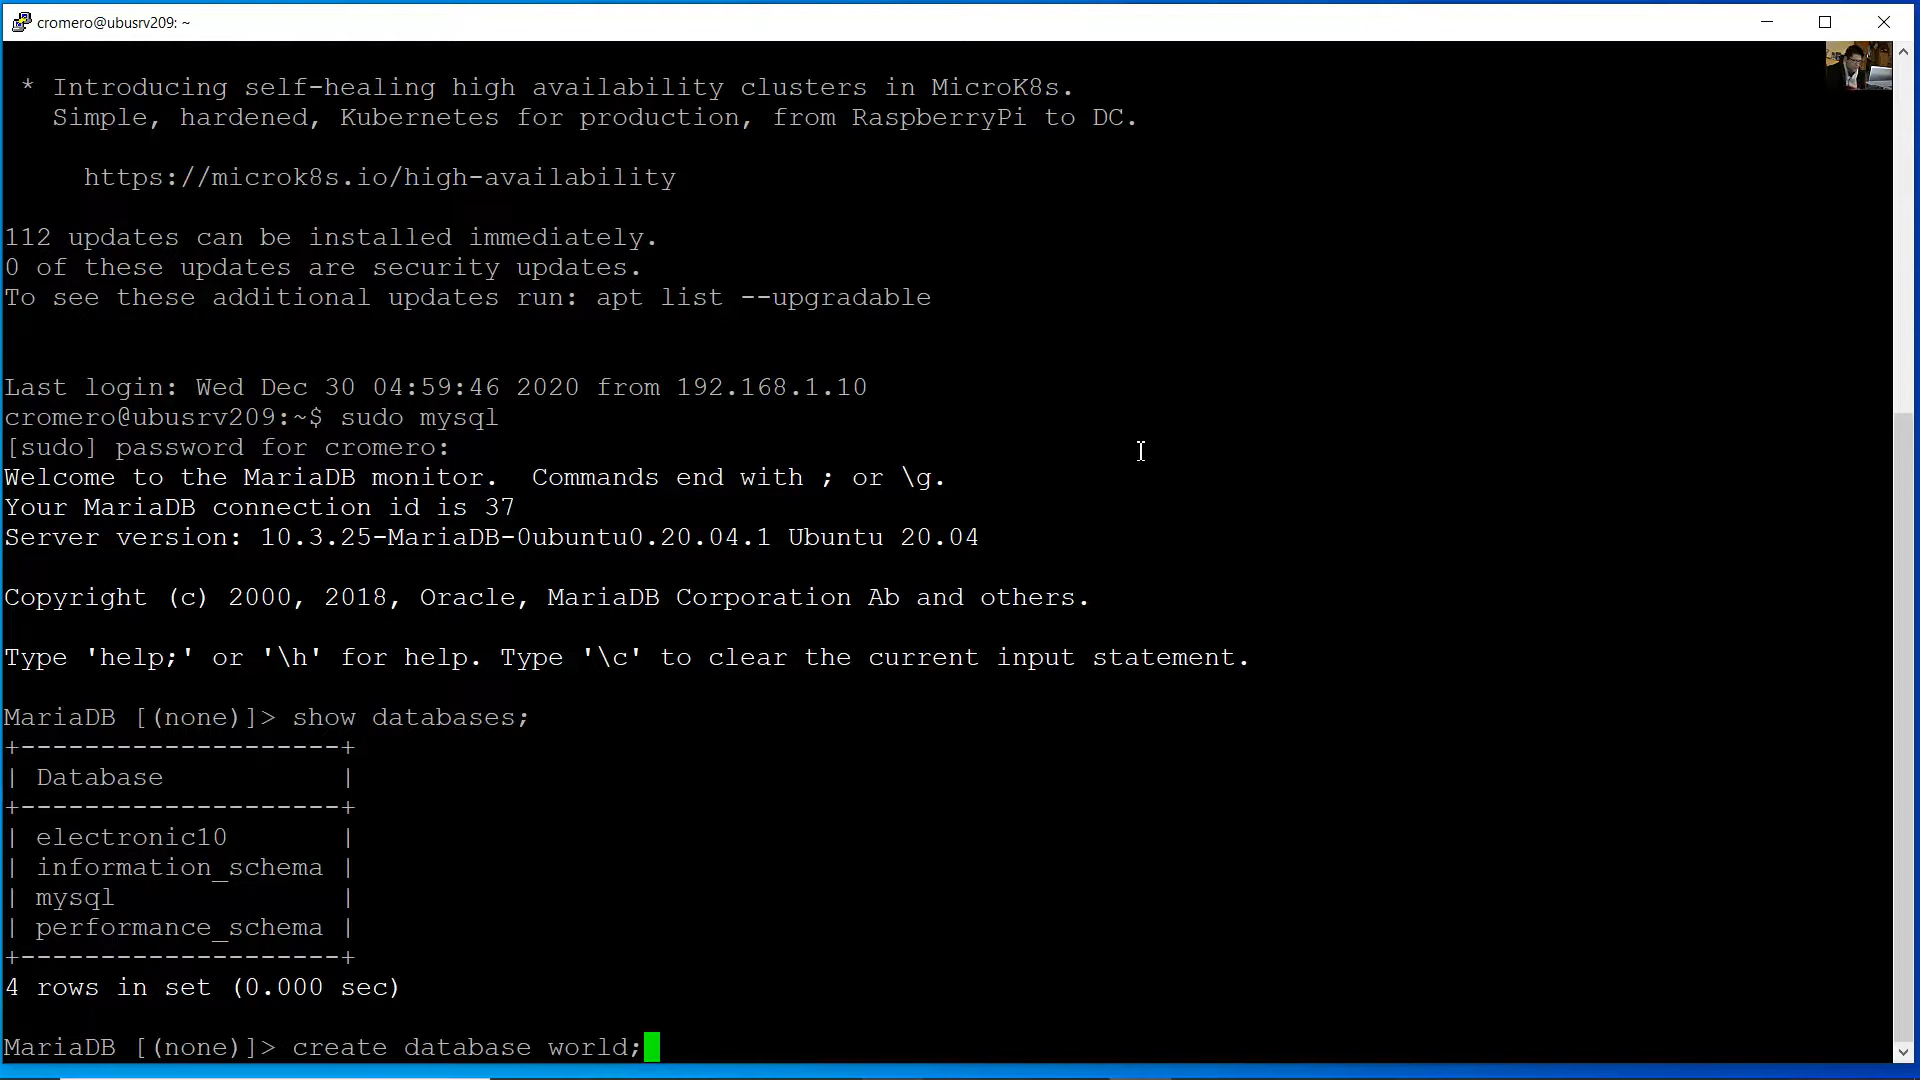 cromero@ubusrv209: ~
* Introducing self-healing high availability clusters in MicroK8s.
Simple, hardened, Kubernetes for production, from RaspberryPi to DC.
https://microk8s.io/high-availability
112 updates can be installed immediately.
0 of these updates are security updates.
To see these additional updates run: apt list --upgradable
Last login: Wed Dec 30 04:59:46 2020 from 192.168.1.10
cromero@ubusrv209:~$ sudo mysql
[sudo] password for cromero:
Welcome to the MariaDB monitor.  Commands end with ; or \g.
Your MariaDB connection id is 37
Server version: 10.3.25-MariaDB-0ubuntu0.20.04.1 Ubuntu 20.04
Copyright (c) 2000, 2018, Oracle, MariaDB Corporation Ab and others.
Type 'help;' or '\h' for help. Type '\c' to clear the current input statement.
MariaDB [(none)]> show databases;
+--------------------+
| Database           |
+--------------------+
| electronic10       |
| information_schema |
| mysql              |
| performance_schema |
+--------------------+
4 rows in set (0.000 sec)
MariaDB [(none)]> create database world;